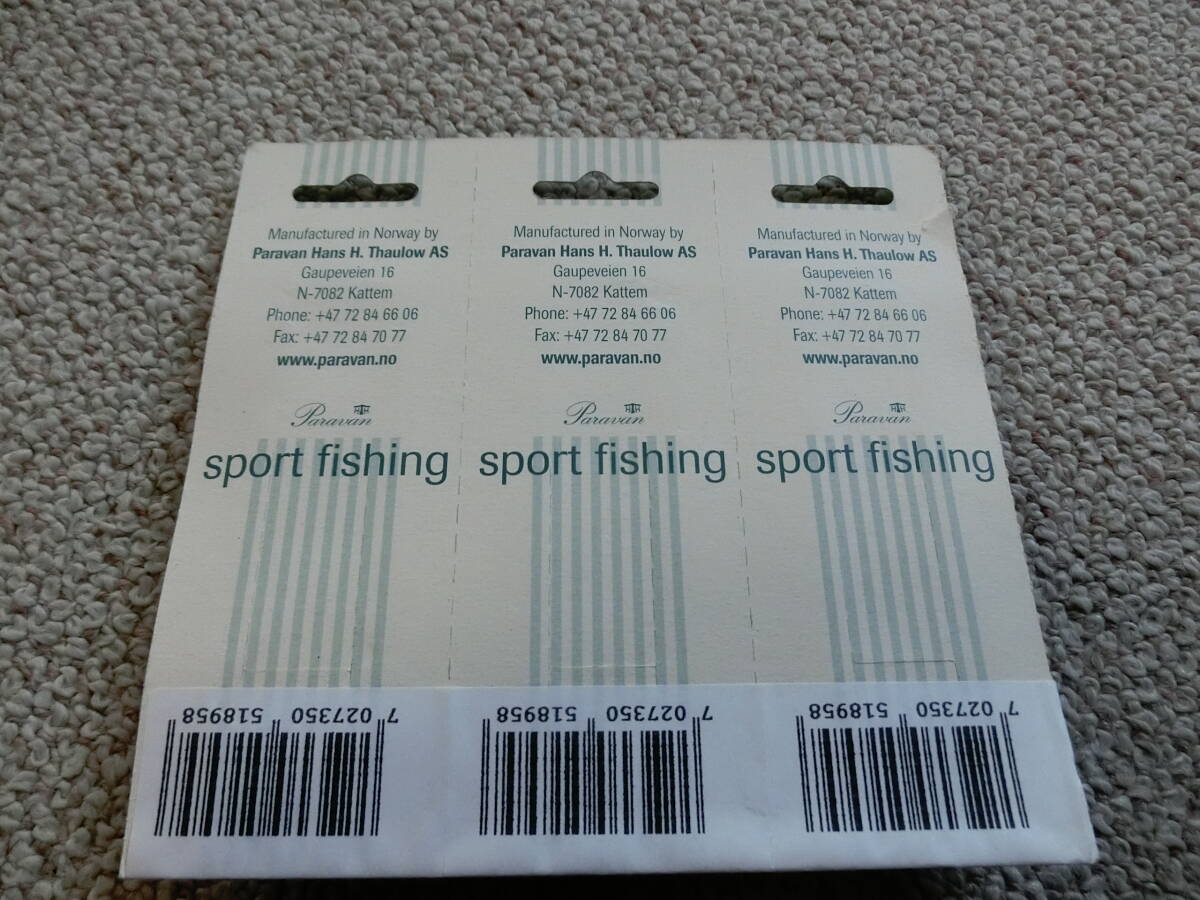 Manufactured in Norway by
Paravan Hans H. Thaulow AS
Gaupeveien 16
N-7082 Kattem
Phone: +47 72 84 66 06
Fax: +47 72 84 70 77
www.paravan.no
Paravan
sport fishing
7 027350 518958
Manufactured in Norway by
Paravan Hans H. Thaulow AS
Gaupeveien 16
N-7082 Kattem
Phone: +47 72 84 66 06
Fax: +47 72 84 70 77
www.paravan.no
Paravan
sport fishing
7 027350 518958
Manufactured in Norway by
Paravan Hans H. Thaulow AS
Gaupeveien 16
N-7082 Kattem
Phone: +47 72 84 66 06
Fax: +47 72 84 70 77
www.paravan.no
Paravan
sport fishing
7 027350 518958